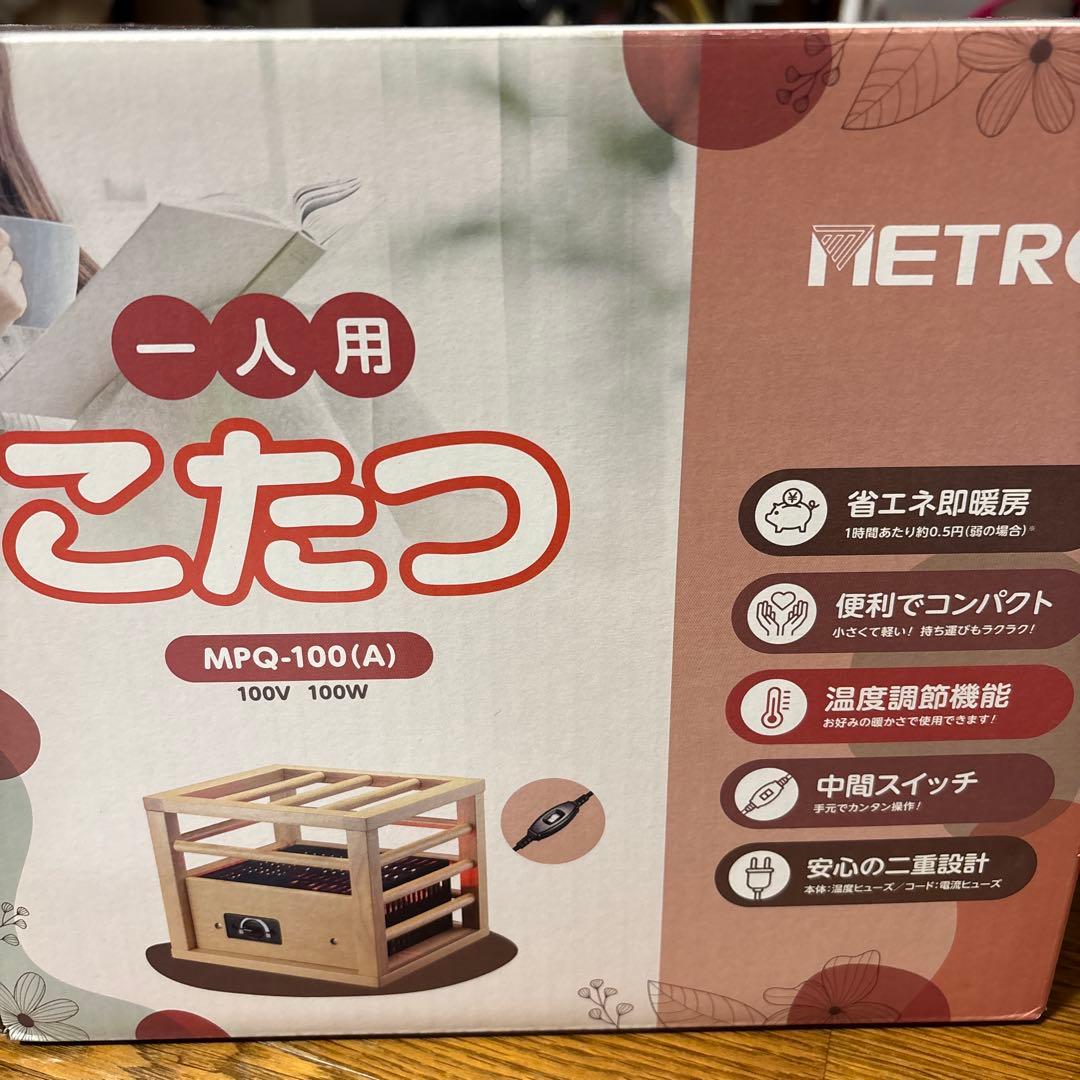 METRO
一人用
こたつ
MPQ-100(A)
100V 100W
省エネ即暖房
1時間あたり約0.5円(弱の場合)※
便利でコンパクト
小さくて軽い! 持ち運びもラクラク!
温度調節機能
お好みの暖かさで使用できます!
中間スイッチ
手元でカンタン操作!
安心の二重設計
本体:温度ヒューズ/コード:電流ヒューズ